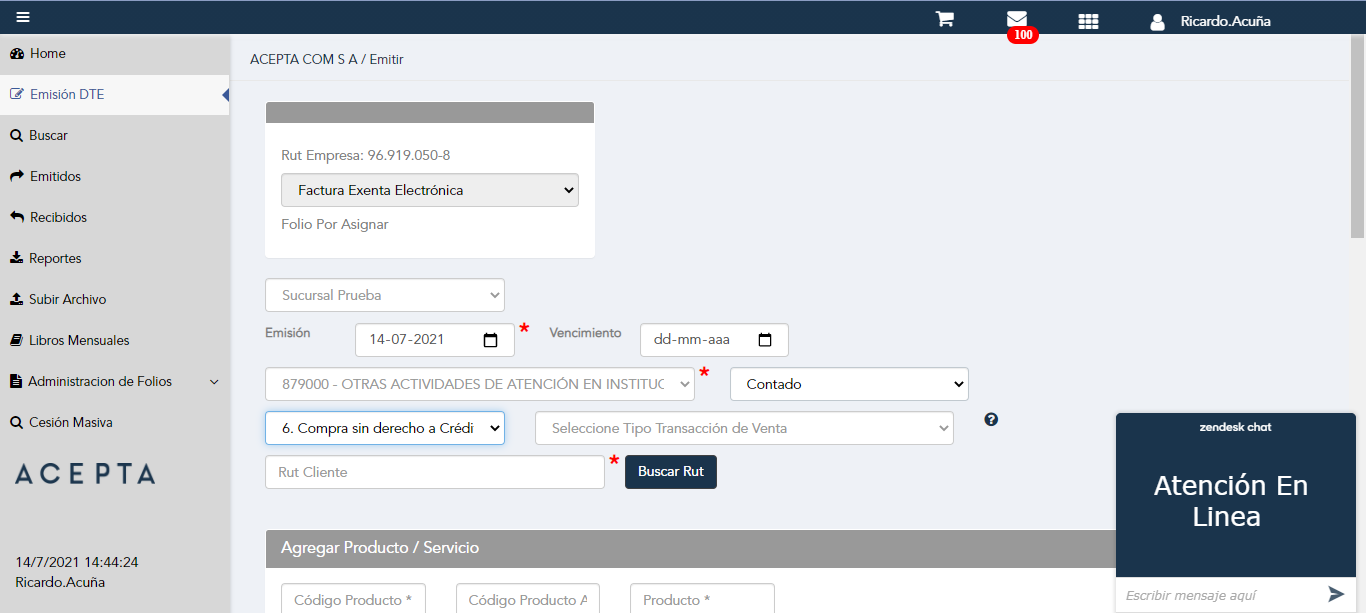 Ricardo.Acuña
100
Home
Emisión DTE
Buscar
Emitidos
Recibidos
Reportes
Subir Archivo
Libros Mensuales
Administracion de Folios
Cesión Masiva
ACEPTA
14/7/2021 14:44:24
Ricardo.Acuña
ACEPTA COM S A / Emitir
Rut Empresa: 96.919.050-8
Factura Exenta Electrónica
Folio Por Asignar
Sucursal Prueba
Emisión 14-07-2021 * Vencimiento dd-mm-aaa
879000 - OTRAS ACTIVIDADES DE ATENCIÓN EN INSTITUC * Contado
6. Compra sin derecho a Crédi Seleccione Tipo Transacción de Venta ?
Rut Cliente * Buscar Rut
Agregar Producto / Servicio
Código Producto * Código Producto A Producto *
zendesk chat
Atención En
Linea
Escribir mensaje aquí